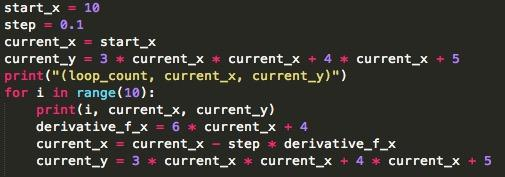 start_x = 10
step = 0.1
current_x = start_x
current_y = 3 * current_x * current_x + 4 * current_x + 5
print("(loop_count, current_x, current_y)")
for i in range(10):
    print(i, current_x, current_y)
    derivative_f_x = 6 * current_x + 4
    current_x = current_x - step * derivative_f_x
    current_y = 3 * current_x * current_x + 4 * current_x + 5